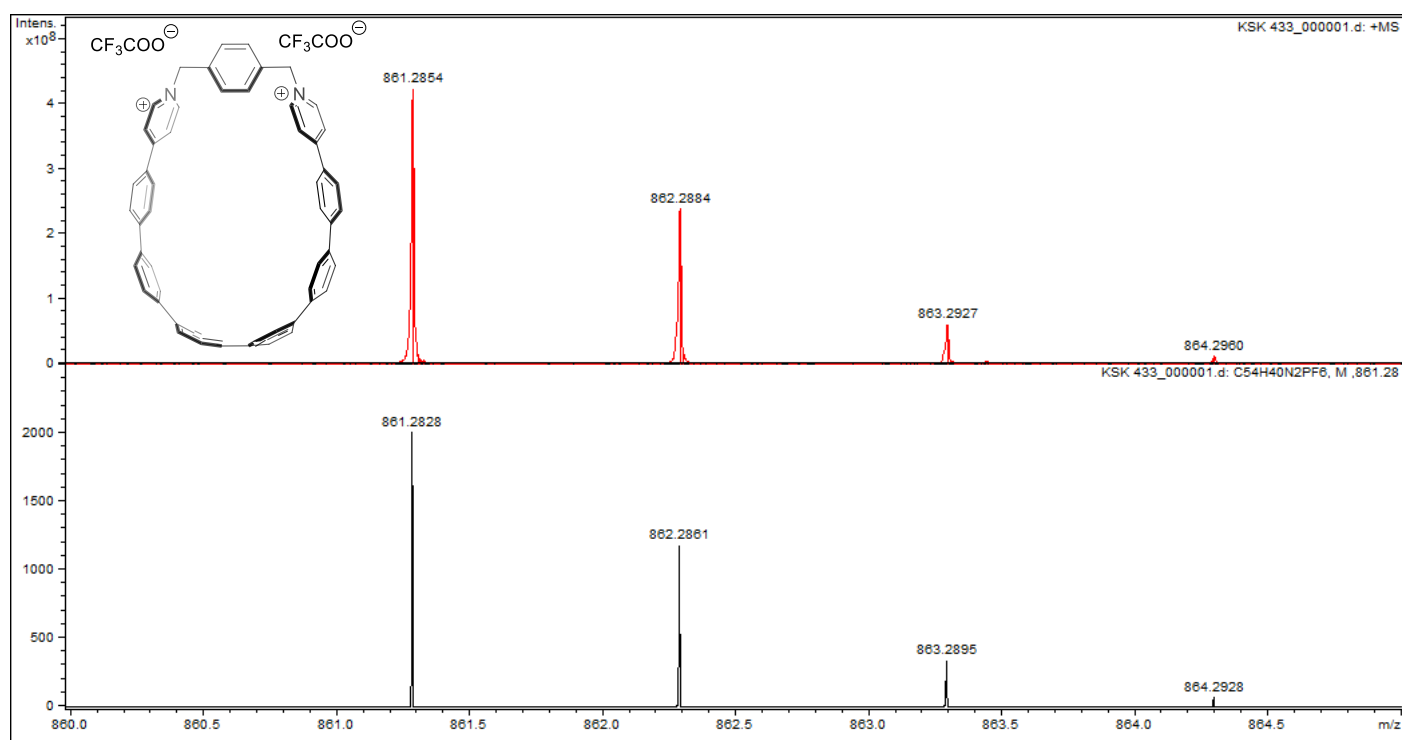 Intens.
x10⁸
KSK 433_000001.d: +MS
CF₃COO⊖
CF₃COO⊖
861.2854
N
⊕
N
⊕
4
862.2884
3
2
863.2927
1
864.2960
0
KSK 433_000001.d: C54H40N2PF6, M ,861.28
861.2828
2000
1500
862.2861
1000
863.2895
500
864.2928
0
860.0 860.5 861.0 861.5 862.0 862.5 863.0 863.5 864.0 864.5 m/z